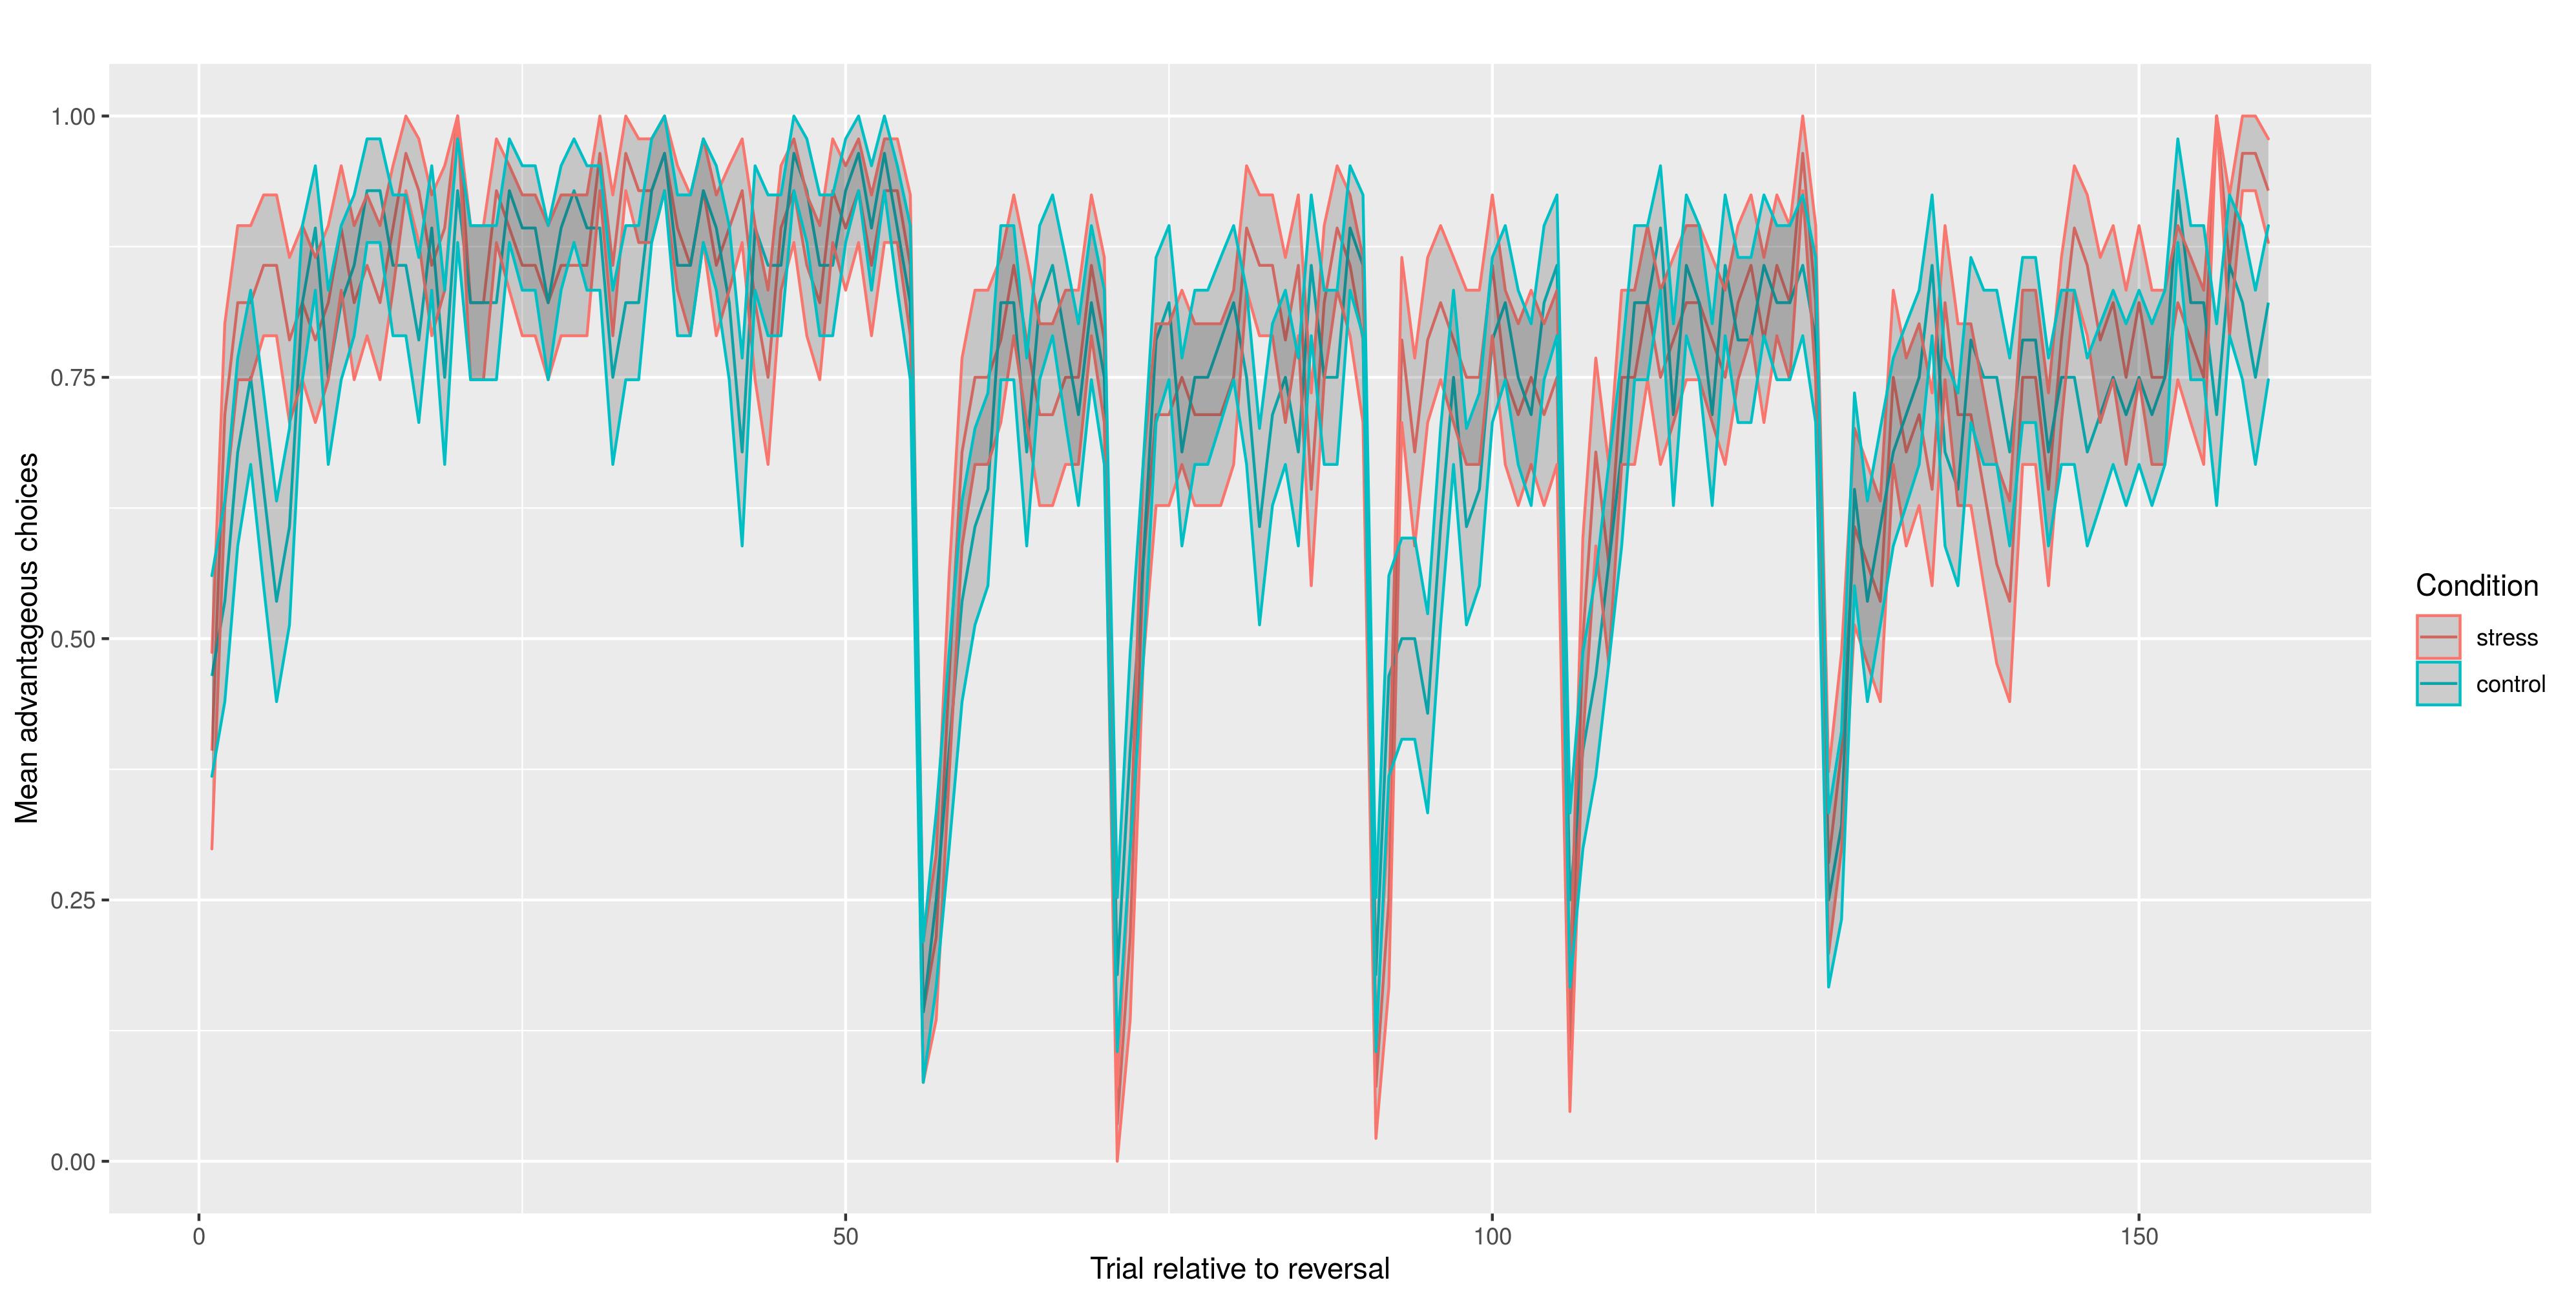 Mean advantageous choices
1.00
0.75
0.50
0.25
0.00
0
50
100
150
Trial relative to reversal
Condition
stress
control